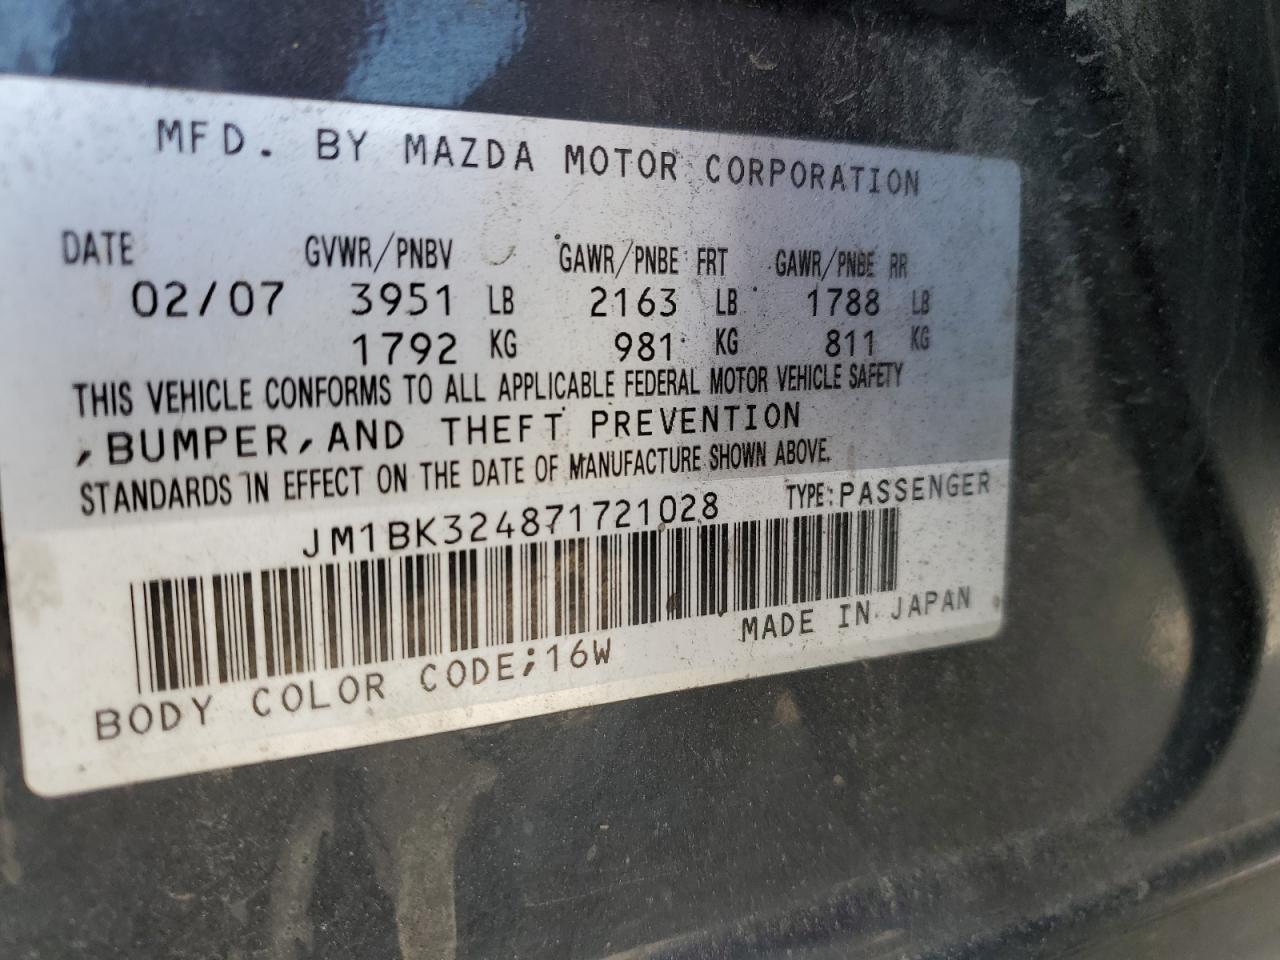 MFD. BY MAZDA MOTOR CORPORATION
DATE GVWR/PNBV GAWR/PNBE FRT GAWR/PNBE RR
02/07 3951 LB 2163 LB 1788 LB
1792 KG 981 KG 811 KG
THIS VEHICLE CONFORMS TO ALL APPLICABLE FEDERAL MOTOR VEHICLE SAFETY
,BUMPER,AND THEFT PREVENTION
STANDARDS IN EFFECT ON THE DATE OF MANUFACTURE SHOWN ABOVE.
JM1BK324871721028 TYPE:PASSENGER
BODY COLOR CODE;16W MADE IN JAPAN